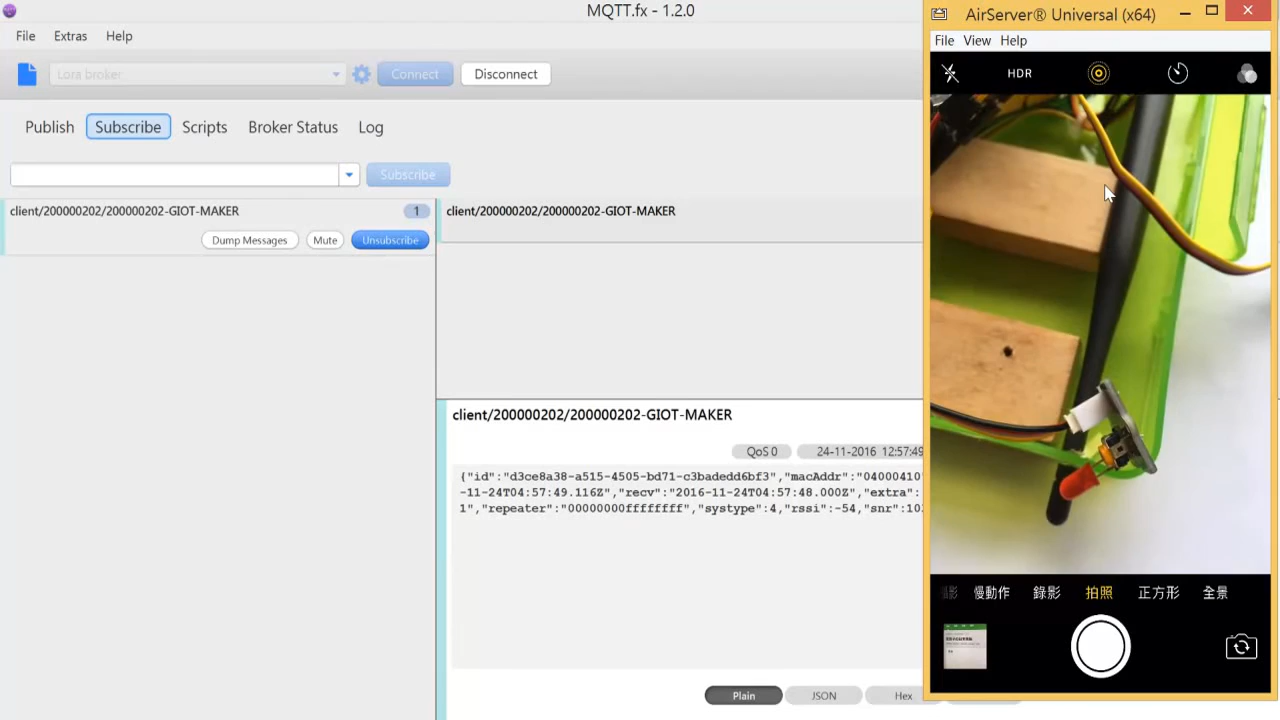 MQTT.fx - 1.2.0
File Extras Help
Lora broker
Connect
Disconnect
Publish
Subscribe
Scripts
Broker Status
Log
Subscribe
client/200000202/200000202-GIOT-MAKER
1
Dump Messages
Mute
Unsubscribe
client/200000202/200000202-GIOT-MAKER
client/200000202/200000202-GIOT-MAKER
QoS 0
24-11-2016 12:57:49
{"id":"d3ce8a38-a515-4505-bd71-c3badedd6bf3","macAddr":"04000410
-11-24T04:57:49.116Z","recv":"2016-11-24T04:57:48.000Z","extra":
1","repeater":"00000000ffffffff","systype":4,"rssi":-54,"snr":10
Plain
JSON
Hex
AirServer® Universal (x64)
File View Help
HDR
慢動作 錄影 拍照 正方形 全景